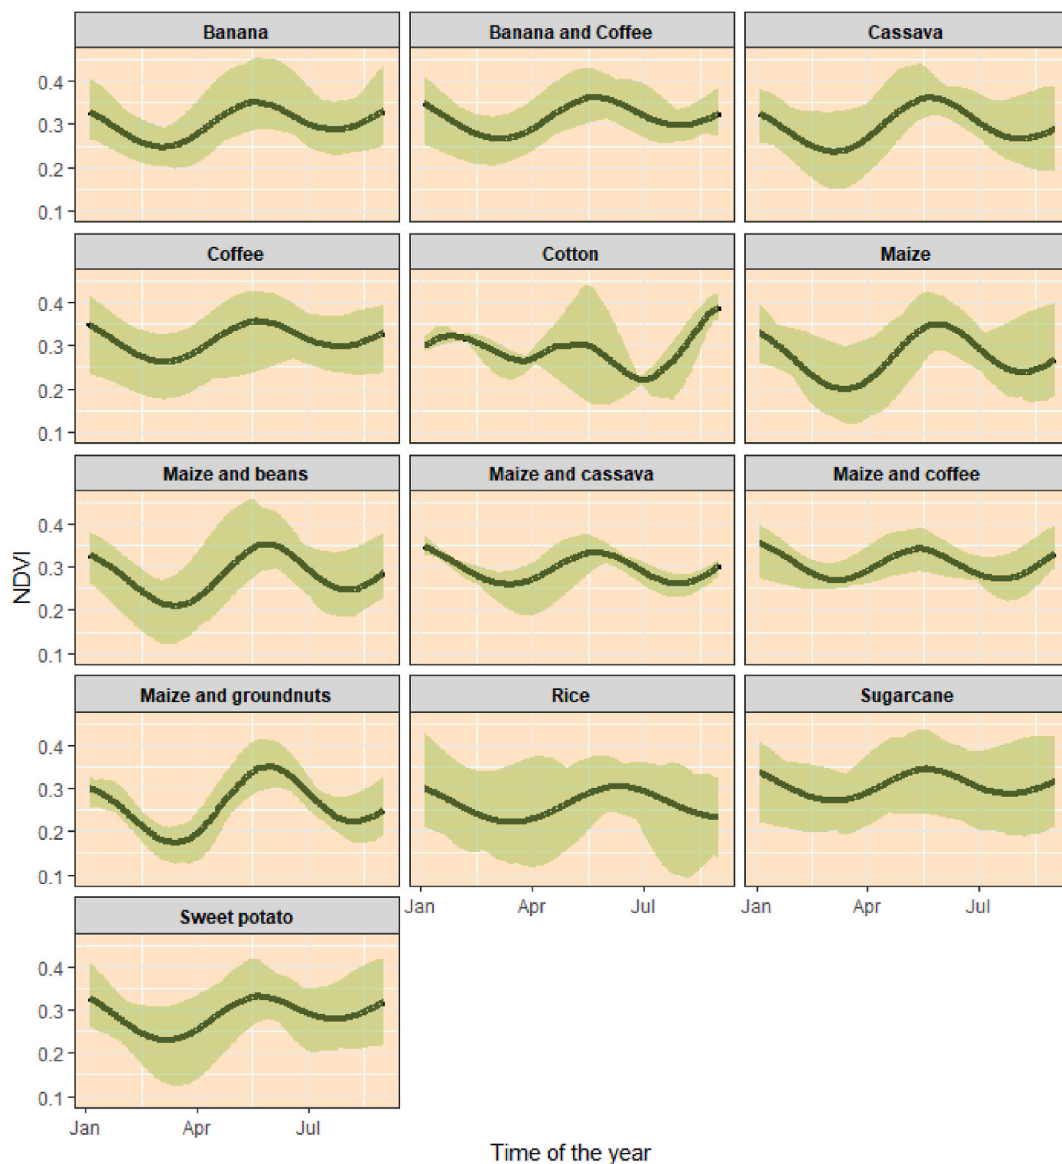 Banana
Banana and Coffee
Cassava
0.4
0.3
0.2
0.1
Coffee
Cotton
Maize
0.4
0.3
0.2
0.1
Maize and beans
Maize and cassava
Maize and coffee
0.4
0.3
0.2
0.1
NDVI
Maize and groundnuts
Rice
Sugarcane
0.4
0.3
0.2
0.1
Jan Apr Jul
Jan Apr Jul
Sweet potato
0.4
0.3
0.2
0.1
Jan Apr Jul
Time of the year